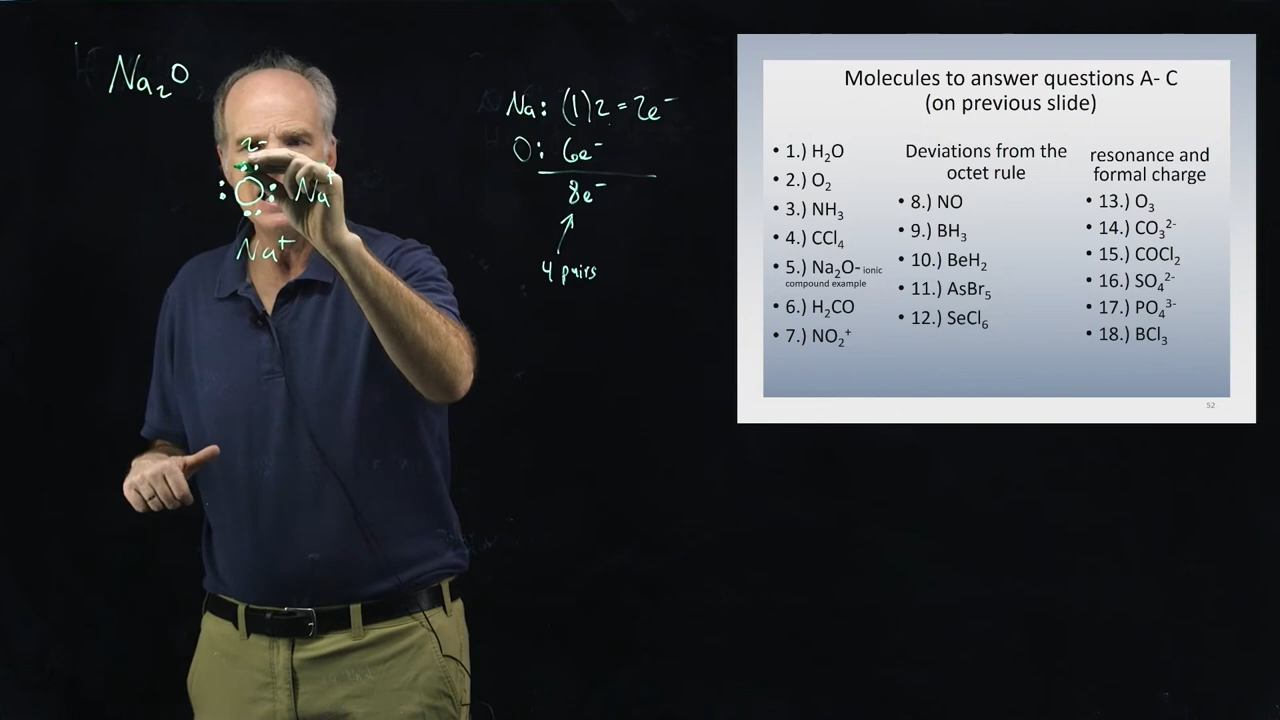 Na₂O
2-
:O:
Na⁺
Na⁺
Na: (1)2 = 2e⁻
O: 6e⁻
8e⁻
4 pairs
Molecules to answer questions A- C
(on previous slide)
• 1.) H₂O
• 2.) O₂
• 3.) NH₃
• 4.) CCl₄
• 5.) Na₂O- ionic
compound example
• 6.) H₂CO
• 7.) NO₂⁺
Deviations from the
octet rule
• 8.) NO
• 9.) BH₃
• 10.) BeH₂
• 11.) AsBr₅
• 12.) SeCl₆
resonance and
formal charge
• 13.) O₃
• 14.) CO₃²⁻
• 15.) COCl₂
• 16.) SO₄²⁻
• 17.) PO₄³⁻
• 18.) BCl₃
52